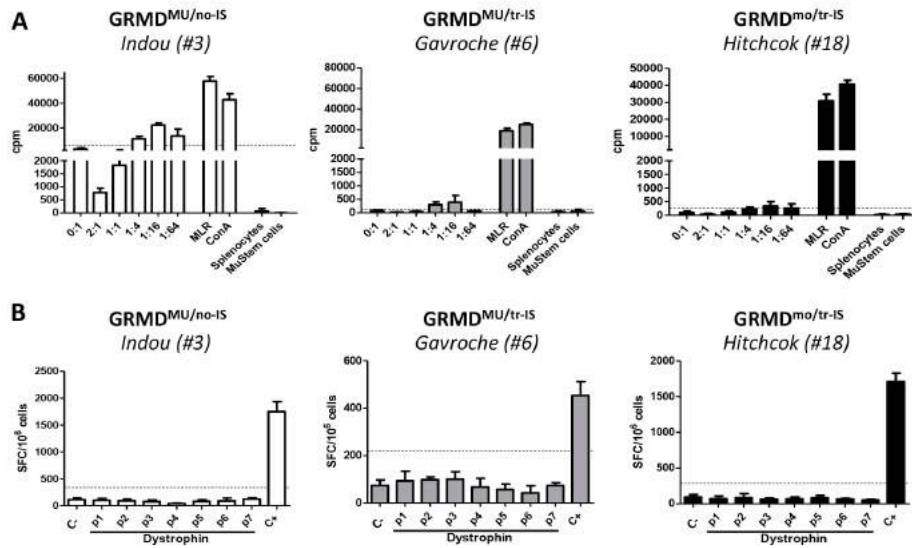 A
GRMD^MU/no-IS
Indou (#3)
GRMD^MU/tr-IS
Gavroche (#6)
GRMD^mo/tr-IS
Hitchcok (#18)
cpm
60000
40000
20000
2000
1500
1000
500
0
0:1 2:1 1:1 1:4 1:16 1:64 MLR ConA Splenocytes MuStem cells
cpm
60000
40000
20000
2000
1500
1000
500
0
0:1 2:1 1:1 1:4 1:16 1:64 MLR ConA Splenocytes MuStem cells
cpm
50000
40000
30000
20000
10000
2000
1500
1000
500
0
0:1 2:1 1:1 1:4 1:16 1:64 MLR ConA Splenocytes MuStem cells
B
GRMD^MU/no-IS
Indou (#3)
GRMD^MU/tr-IS
Gavroche (#6)
GRMD^mo/tr-IS
Hitchcok (#18)
SFC/10^6 cells
2500
2000
1500
1000
500
0
C- p1 p2 p3 p4 p5 p6 p7 C+
Dystrophin
SFC/10^6 cells
600
400
200
0
C- p1 p2 p3 p4 p5 p6 p7 C+
Dystrophin
SFC/10^6 cells
2000
1500
1000
500
0
C- p1 p2 p3 p4 p5 p6 p7 C+
Dystrophin